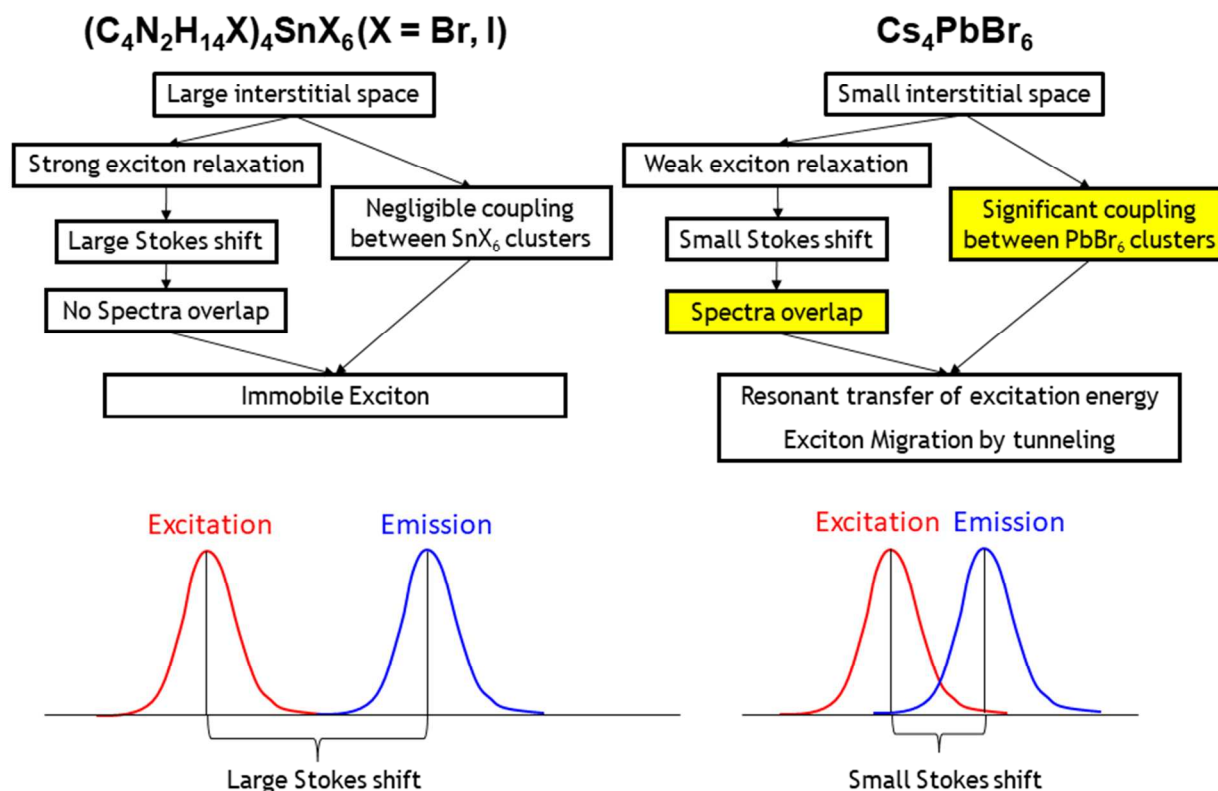 (C₄N₂H₁₄X)₄SnX₆(X = Br, I)
Large interstitial space
Strong exciton relaxation
Negligible coupling
between SnX₆ clusters
Large Stokes shift
No Spectra overlap
Immobile Exciton
Excitation
Emission
Large Stokes shift
Cs₄PbBr₆
Small interstitial space
Weak exciton relaxation
Significant coupling
between PbBr₆ clusters
Small Stokes shift
Spectra overlap
Resonant transfer of excitation energy
Exciton Migration by tunneling
Excitation
Emission
Small Stokes shift